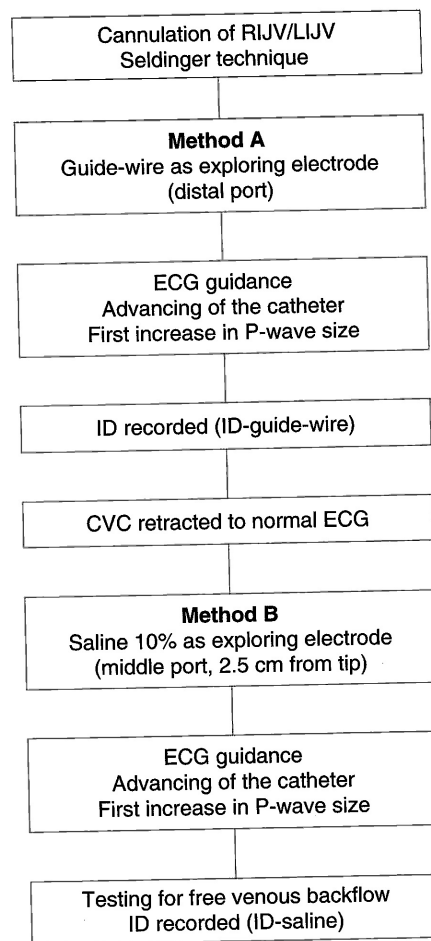 Cannulation of RIJV/LIJV
Seldinger technique
Method A
Guide-wire as exploring electrode
(distal port)
ECG guidance
Advancing of the catheter
First increase in P-wave size
ID recorded (ID-guide-wire)
CVC retracted to normal ECG
Method B
Saline 10% as exploring electrode
(middle port, 2.5 cm from tip)
ECG guidance
Advancing of the catheter
First increase in P-wave size
Testing for free venous backflow
ID recorded (ID-saline)